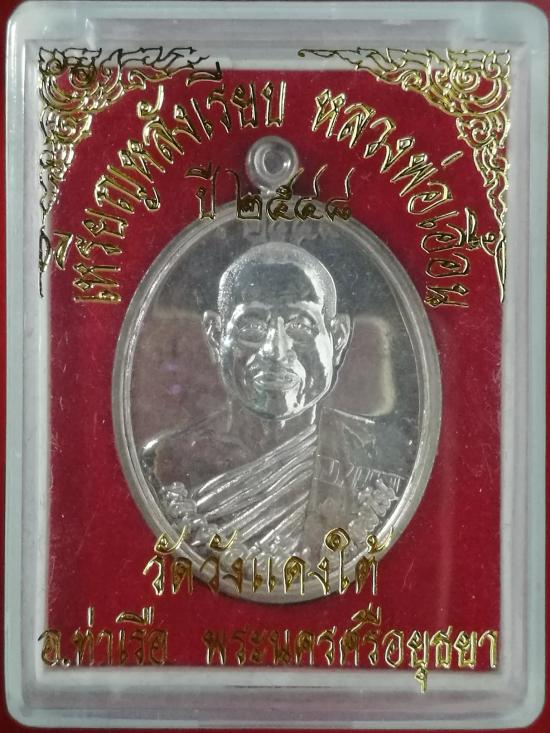 เหรียญหลังเรียบ หลวงพ่อเอื้อน
ปี ๒๕๔๘
วัดวังแดงใต้
อ.ท่าเรือ พระนครศรีอยุธยา